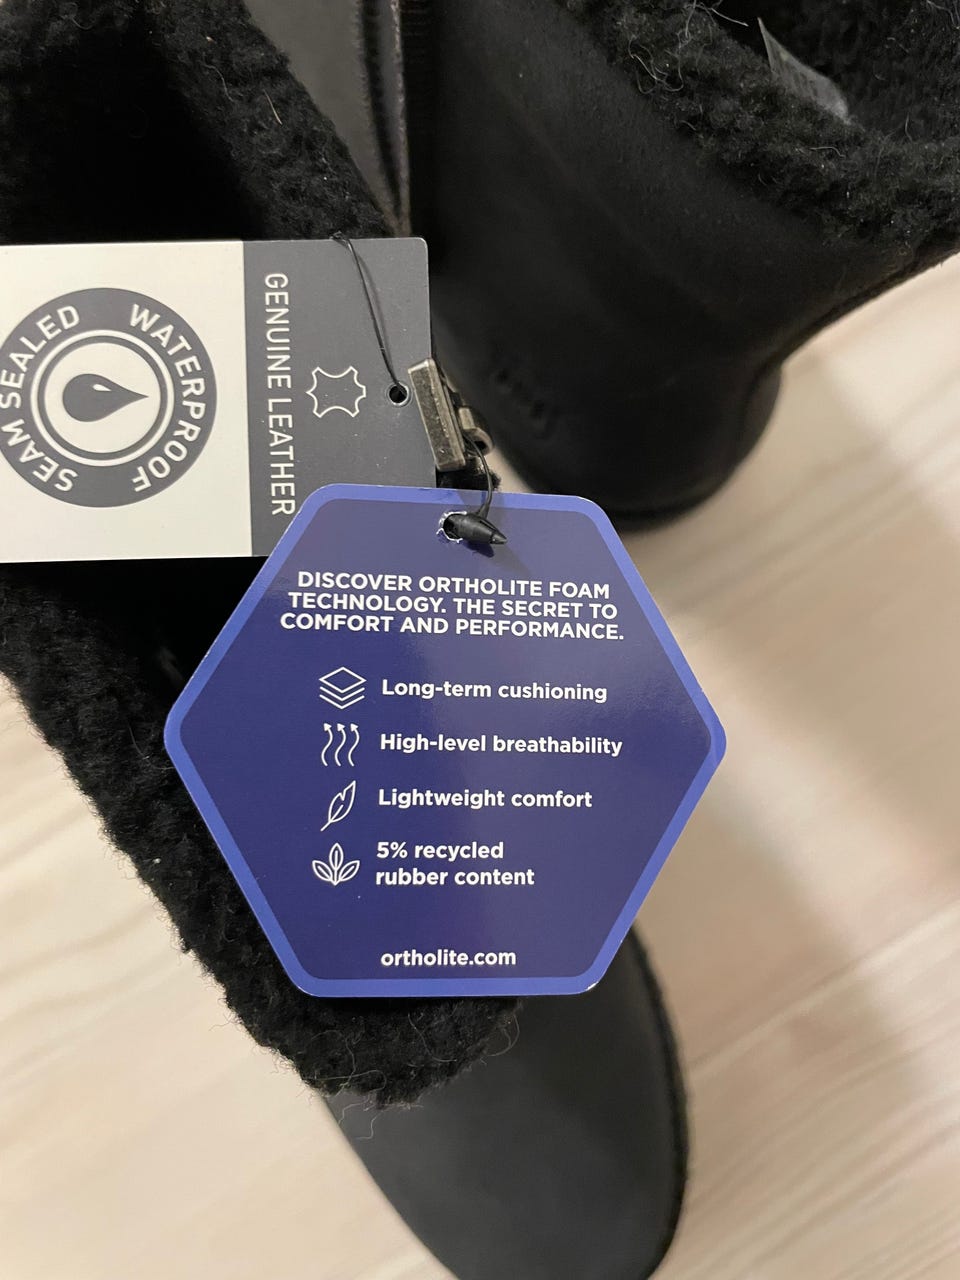 SEAM SEALED
WATERPROOF
GENUINE LEATHER
DISCOVER ORTHOLITE FOAM
TECHNOLOGY. THE SECRET TO
COMFORT AND PERFORMANCE.
Long-term cushioning
High-level breathability
Lightweight comfort
5% recycled
rubber content
ortholite.com